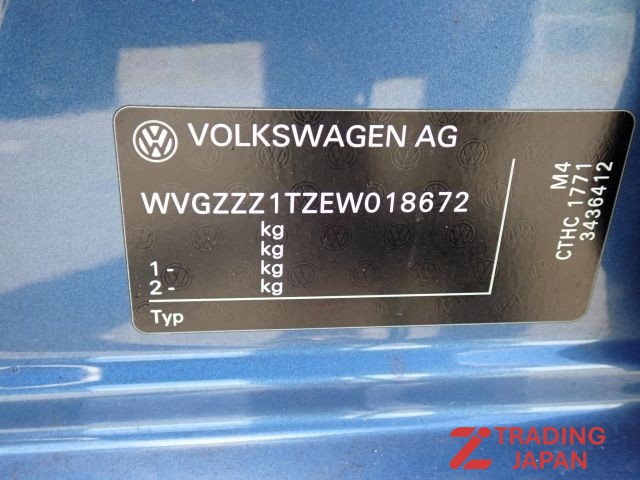 VOLKSWAGEN AG
WVGZZZ1TZEW018672
kg
kg
1 - kg
2 - kg
Typ
M4
CTHC 1771
3436412
TRADING
JAPAN